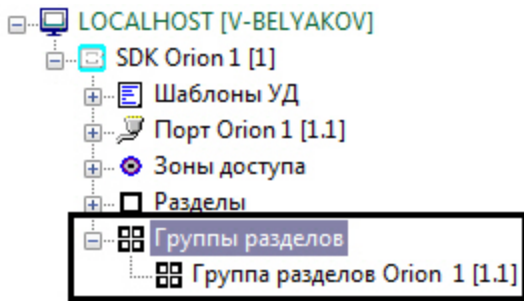 LOCALHOST [V-BELYAKOV]
SDK Orion 1 [1]
Шаблоны УД
Порт Orion 1 [1.1]
Зоны доступа
Разделы
Группы разделов
Группа разделов Orion 1 [1.1]